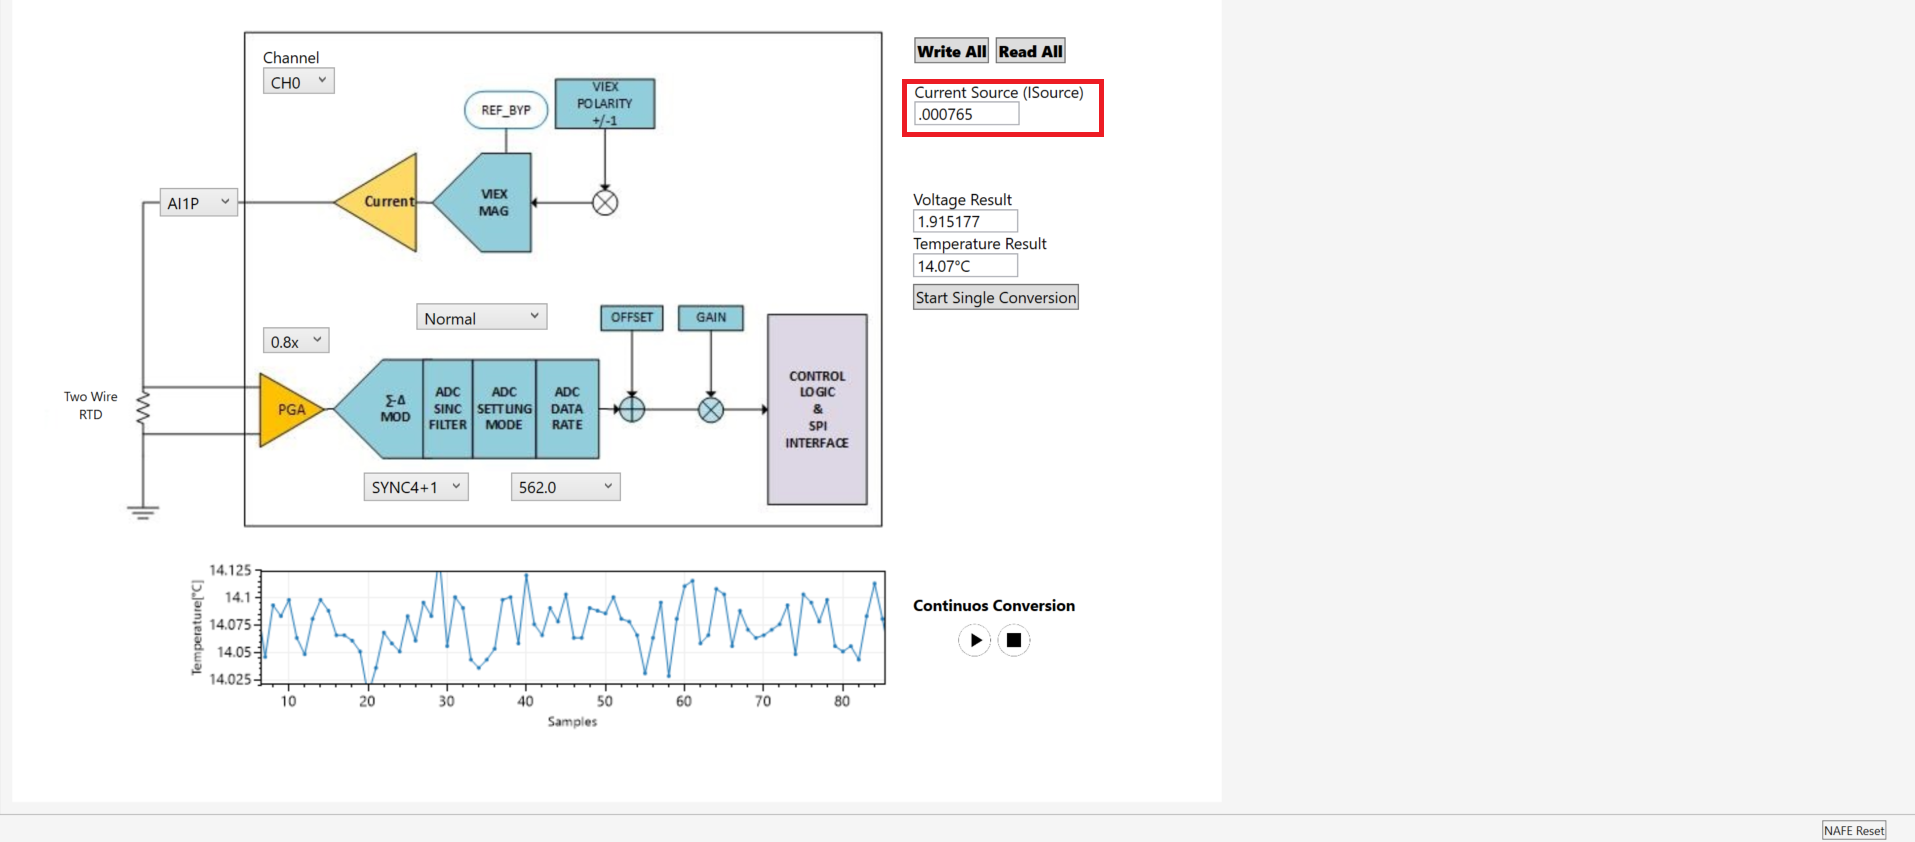 Channel
CH0
REF_BYP
VIEX
POLARITY
+/-1
Write All
Read All
Current Source (ISource)
.000765
AI1P
Current
VIEX
MAG
Voltage Result
1.915177
Temperature Result
14.07°C
Start Single Conversion
Normal
OFFSET
GAIN
0.8x
Two Wire
RTD
PGA
Σ-Δ
MOD
ADC
SINC
FILTER
ADC
SETTLING
MODE
ADC
DATA
RATE
CONTROL
LOGIC
&
SPI
INTERFACE
SYNC4+1
562.0
Temperature[°C]
14.125
14.1
14.075
14.05
14.025
10 20 30 40 50 60 70 80
Samples
Continuos Conversion
NAFE Reset